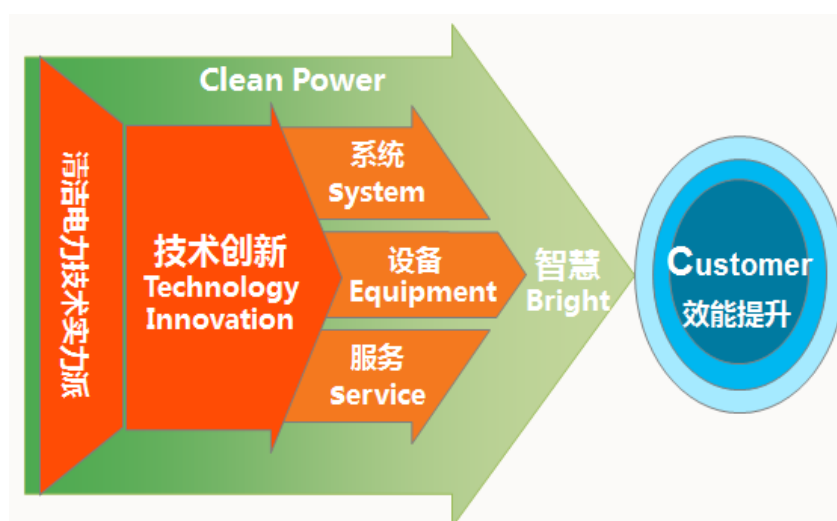 Clean Power
清洁电力技术实力派
技术创新
Technology
Innovation
系统
System
设备
Equipment
服务
Service
智慧
Bright
Customer
效能提升